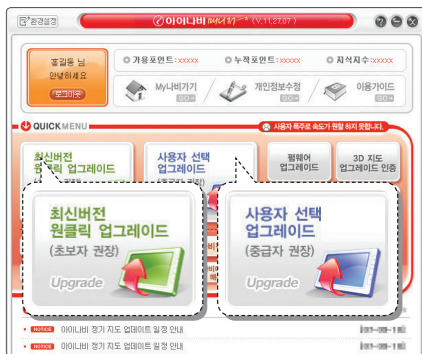 환경설정
아이나비 매니저 (V.11.27.07)
홍길동 님
안녕하세요
로그아웃
가용포인트:xxxxx
누적포인트:xxxxx
지식지수:xxxxx
My나비가기
GO
개인정보수정
GO
이용가이드
GO
QUICKMENU
사용자 폭주로 속도가 원할 하지 못합니다.
최신버전
원클릭 업그레이드
사용자 선택
업그레이드
펌웨어
업그레이드
3D 지도
업그레이드 인증
최신버전
원클릭 업그레이드
(초보자 권장)
Upgrade
사용자 선택
업그레이드
(중급자 권장)
Upgrade
NOTICE 아이나비 정기 지도 업데이트 일정 안내
NOTICE 아이나비 정기 지도 업데이트 일정 안내